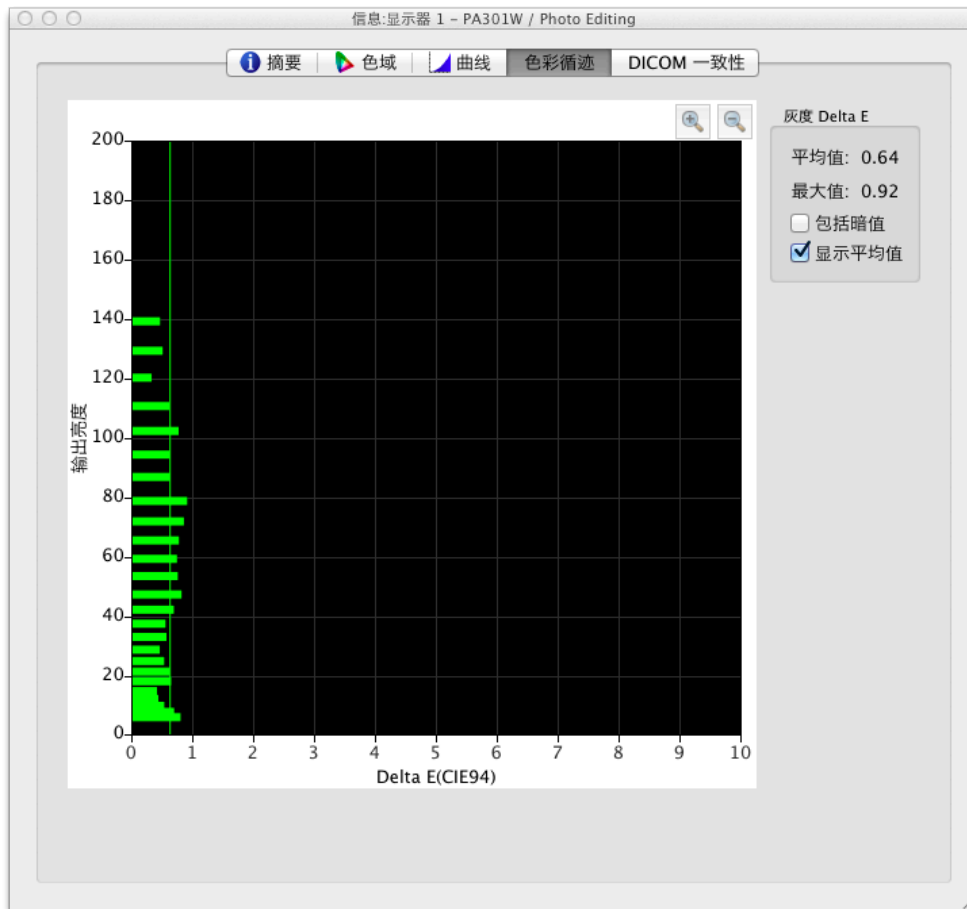 信息:显示器 1 – PA301W / Photo Editing
摘要 色域 曲线 色彩循迹 DICOM 一致性
灰度 Delta E
平均值: 0.64
最大值: 0.92
包括暗值
显示平均值
200
180
160
140
120
100
80
60
40
20
0
输出亮度
0 1 2 3 4 5 6 7 8 9 10
Delta E(CIE94)